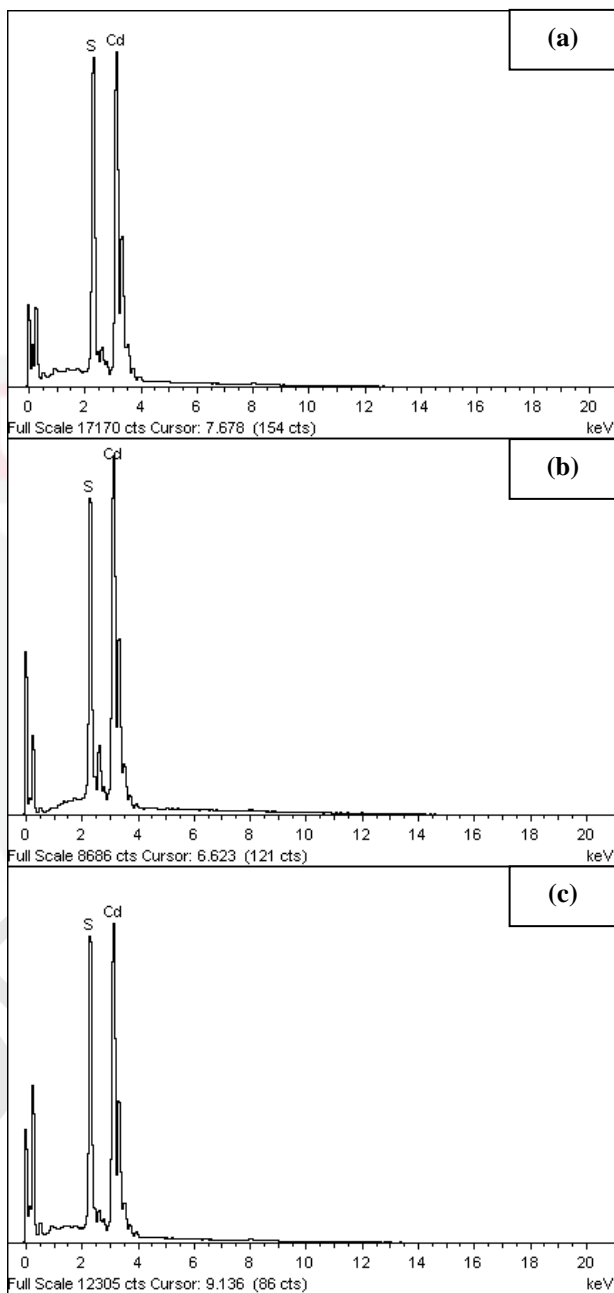 (a)
S Cd
0 2 4 6 8 10 12 14 16 18 20
Full Scale 17170 cts Cursor: 7.678 (154 cts) keV
(b)
Cd
S
0 2 4 6 8 10 12 14 16 18 20
Full Scale 8686 cts Cursor: 6.623 (121 cts) keV
(c)
Cd
S
0 2 4 6 8 10 12 14 16 18 20
Full Scale 12305 cts Cursor: 9.136 (86 cts) keV